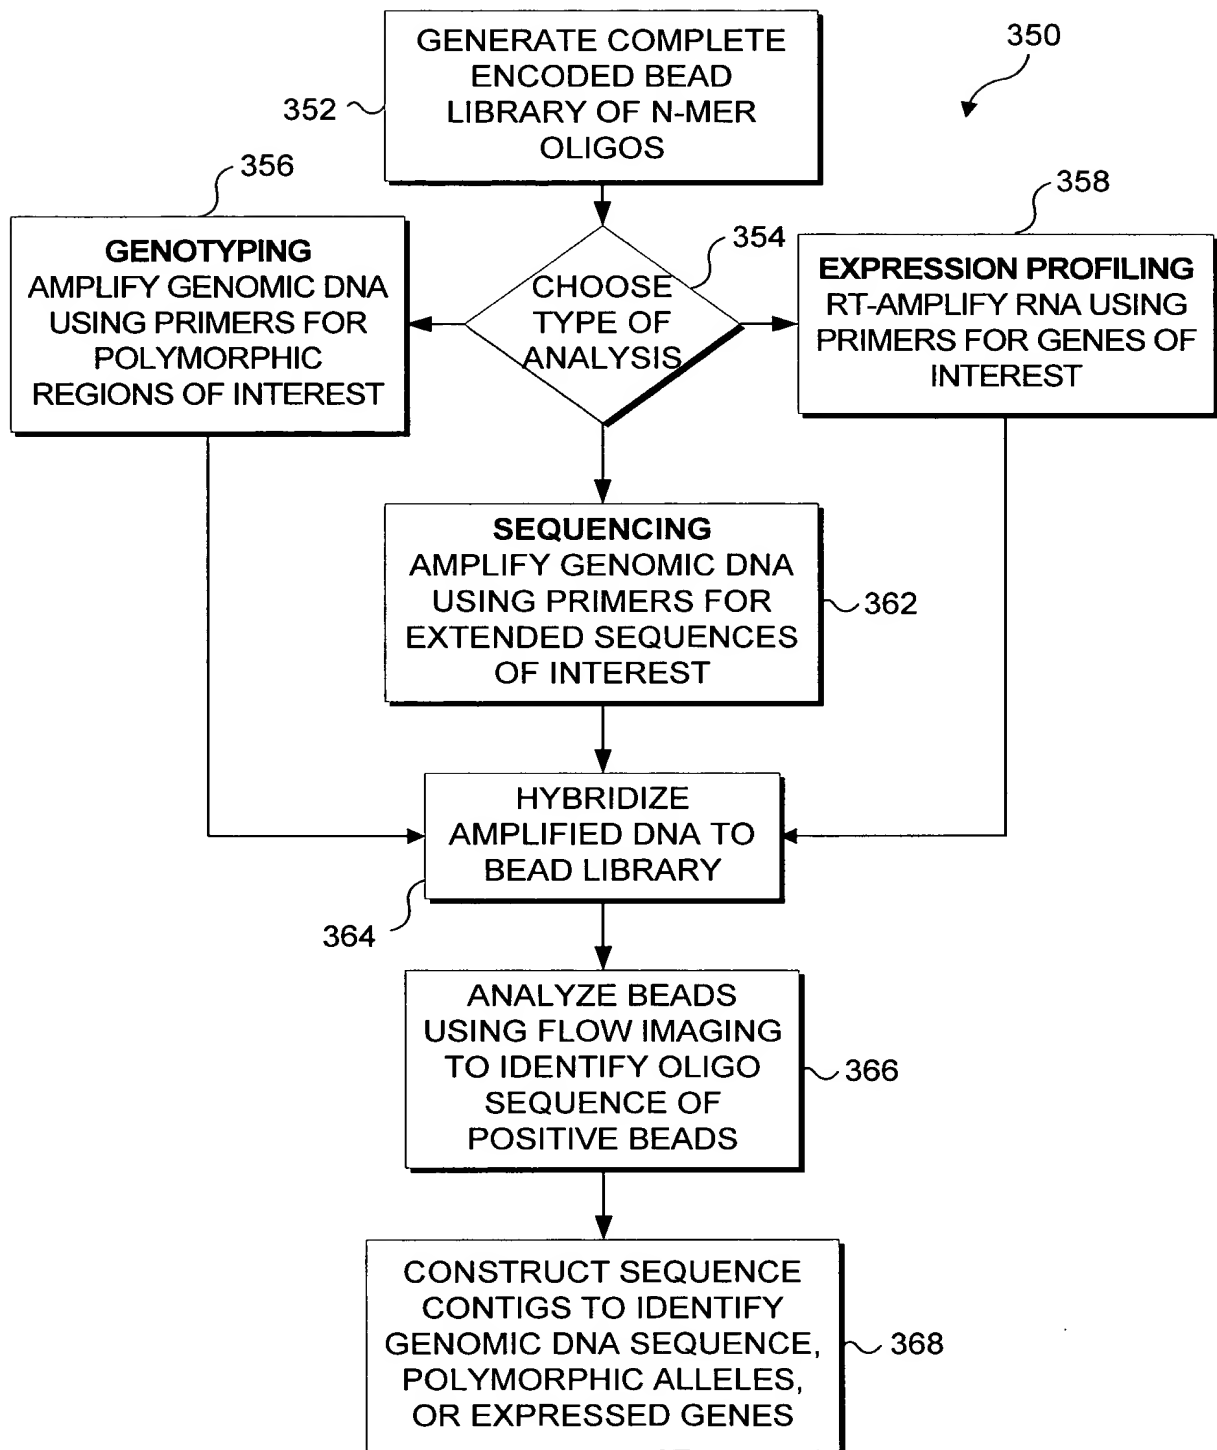 GENERATE COMPLETE
ENCODED BEAD
LIBRARY OF N-MER
OLIGOS
352
350
356
GENOTYPING
AMPLIFY GENOMIC DNA
USING PRIMERS FOR
POLYMORPHIC
REGIONS OF INTEREST
354
CHOOSE
TYPE OF
ANALYSIS
358
EXPRESSION PROFILING
RT-AMPLIFY RNA USING
PRIMERS FOR GENES OF
INTEREST
SEQUENCING
AMPLIFY GENOMIC DNA
USING PRIMERS FOR
EXTENDED SEQUENCES
OF INTEREST
362
HYBRIDIZE
AMPLIFIED DNA TO
BEAD LIBRARY
364
ANALYZE BEADS
USING FLOW IMAGING
TO IDENTIFY OLIGO
SEQUENCE OF
POSITIVE BEADS
366
CONSTRUCT SEQUENCE
CONTIGS TO IDENTIFY
GENOMIC DNA SEQUENCE,
POLYMORPHIC ALLELES,
OR EXPRESSED GENES
368